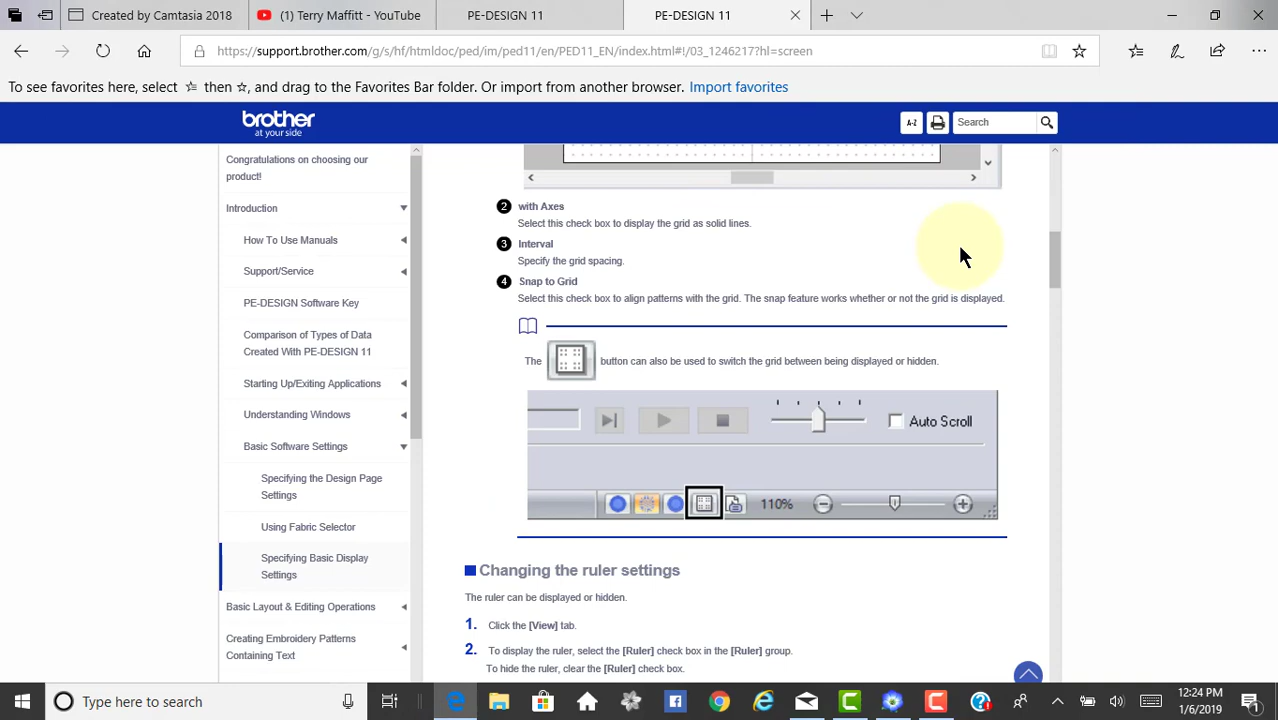 Created by Camtasia 2018
(1) Terry Maffitt - YouTube
PE-DESIGN 11
PE-DESIGN 11
https://support.brother.com/g/s/hf/htmldoc/ped/im/ped11/en/PED11_EN/index.html#!/03_1246217?hl=screen
To see favorites here, select ☆ then ☆, and drag to the Favorites Bar folder. Or import from another browser. Import favorites
brother
at your side
A-Z
Search
Congratulations on choosing our
product!
Introduction
How To Use Manuals
Support/Service
PE-DESIGN Software Key
Comparison of Types of Data
Created With PE-DESIGN 11
Starting Up/Exiting Applications
Understanding Windows
Basic Software Settings
Specifying the Design Page
Settings
Using Fabric Selector
Specifying Basic Display
Settings
Basic Layout & Editing Operations
Creating Embroidery Patterns
Containing Text
2 with Axes
Select this check box to display the grid as solid lines.
3 Interval
Specify the grid spacing.
4 Snap to Grid
Select this check box to align patterns with the grid. The snap feature works whether or not the grid is displayed.
The button can also be used to switch the grid between being displayed or hidden.
Auto Scroll
110%
Changing the ruler settings
The ruler can be displayed or hidden.
1. Click the [View] tab.
2. To display the ruler, select the [Ruler] check box in the [Ruler] group.
To hide the ruler, clear the [Ruler] check box.
Type here to search
12:24 PM
1/6/2019